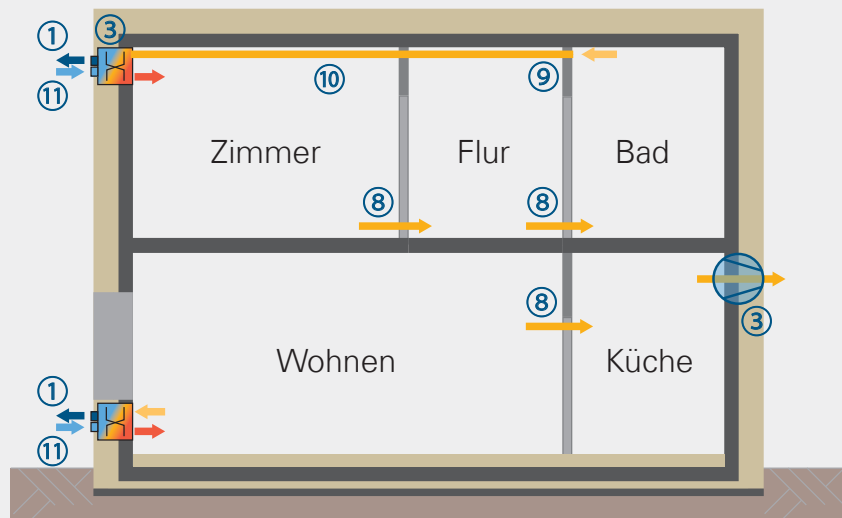 ① ③
⑪ ⑩ ⑨
Zimmer Flur Bad
⑧ ⑧
⑧ ③
Wohnen Küche
①
⑪